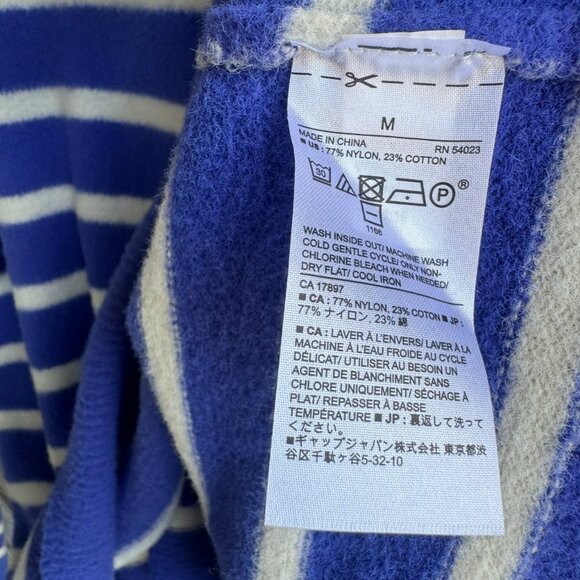 M
MADE IN CHINA RN 54023
■ US : 77% NYLON, 23% COTTON
30 P ®
1166
WASH INSIDE OUT/ MACHINE WASH
COLD GENTLE CYCLE/ ONLY NON-
CHLORINE BLEACH WHEN NEEDED/
DRY FLAT/ COOL IRON
CA 17897
■ CA : 77% NYLON, 23% COTTON ■ JP :
77% ナイロン, 23% 綿
■ CA : LAVER À L'ENVERS/ LAVER À LA
MACHINE À L'EAU FROIDE AU CYCLE
DÉLICAT/ UTILISER AU BESOIN UN
AGENT DE BLANCHIMENT SANS
CHLORE UNIQUEMENT/ SÉCHAGE À
PLAT/ REPASSER À BASSE
TEMPÉRATURE ■ JP : 裏返して洗って
ください。
■ギャップジャパン株式会社 東京都渋
谷区千駄ヶ谷5-32-10